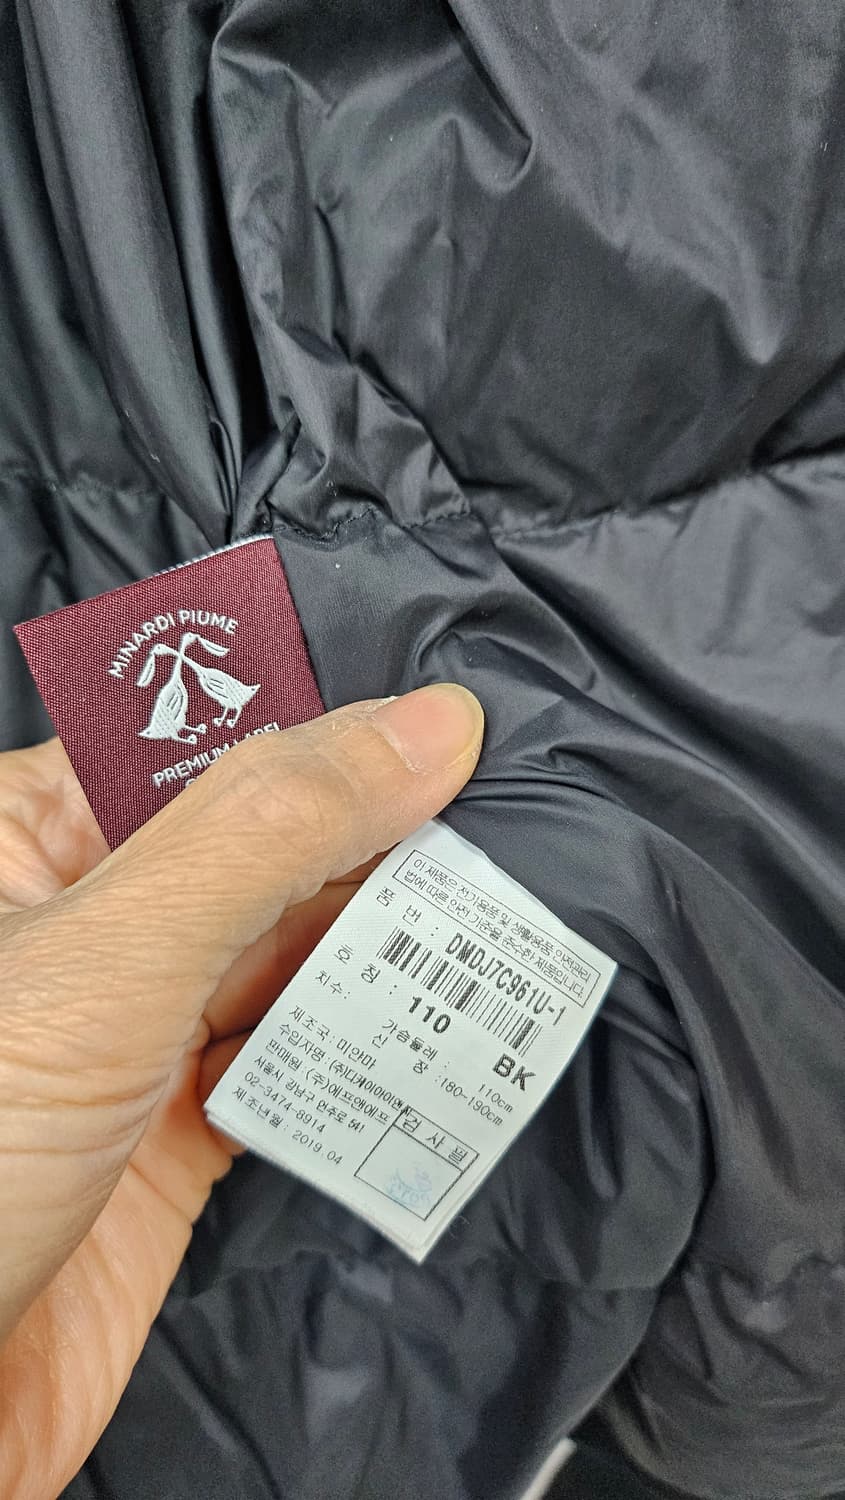 MINARDI PIUME
PREMIUM LABEL
이 제품은 전기용품 및 생활용품 안전관리
법에 따른 안전 기준을 준수한 제품입니다.
품 번 : DMDJ7C961U-1
호 칭 : 110 BK
치수: 가슴둘레 : 110cm
신 장 :180-190cm
제조국: 미얀마
수입자명: (주)디케이아이앤씨
판매원: (주)에프앤에프
서울시 강남구 언주로 541
02-3474-8914
제조년월: 2019.04
검사필